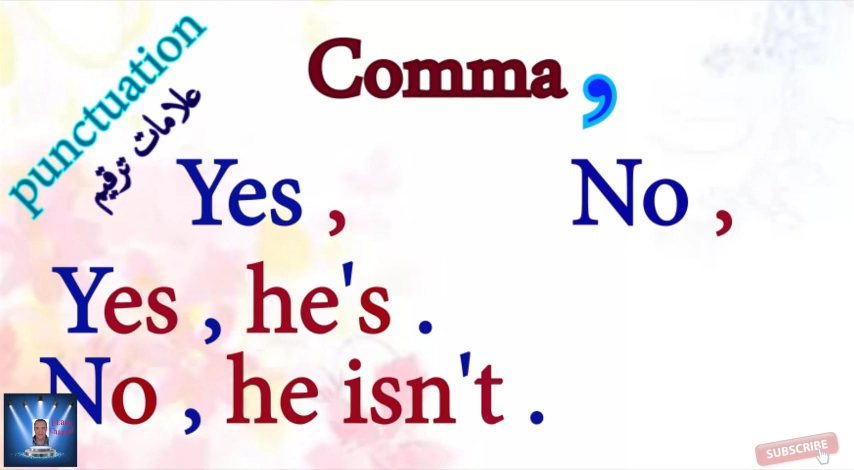 punctuation
علامات ترقيم
Comma ,
Yes , No ,
Yes , he's .
No , he isn't .
SUBSCRIBE